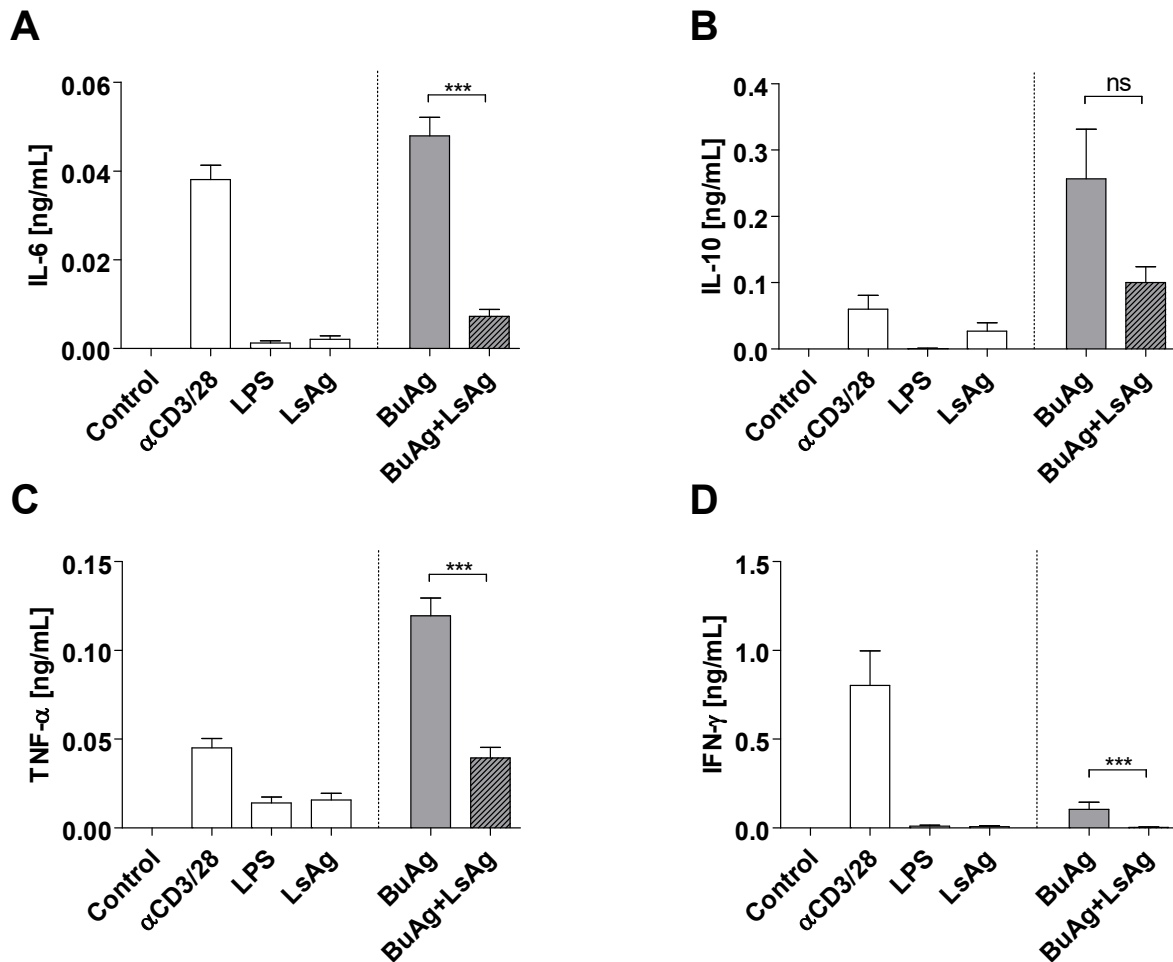 A
IL-6 [ng/mL]
0.06
0.04
0.02
0.00
***
Control
αCD3/28
LPS
LsAg
BuAg
BuAg+LsAg
B
IL-10 [ng/mL]
0.4
0.3
0.2
0.1
0.0
ns
Control
αCD3/28
LPS
LsAg
BuAg
BuAg+LsAg
C
TNF-α [ng/mL]
0.15
0.10
0.05
0.00
***
Control
αCD3/28
LPS
LsAg
BuAg
BuAg+LsAg
D
IFN-γ [ng/mL]
1.5
1.0
0.5
0.0
***
Control
αCD3/28
LPS
LsAg
BuAg
BuAg+LsAg